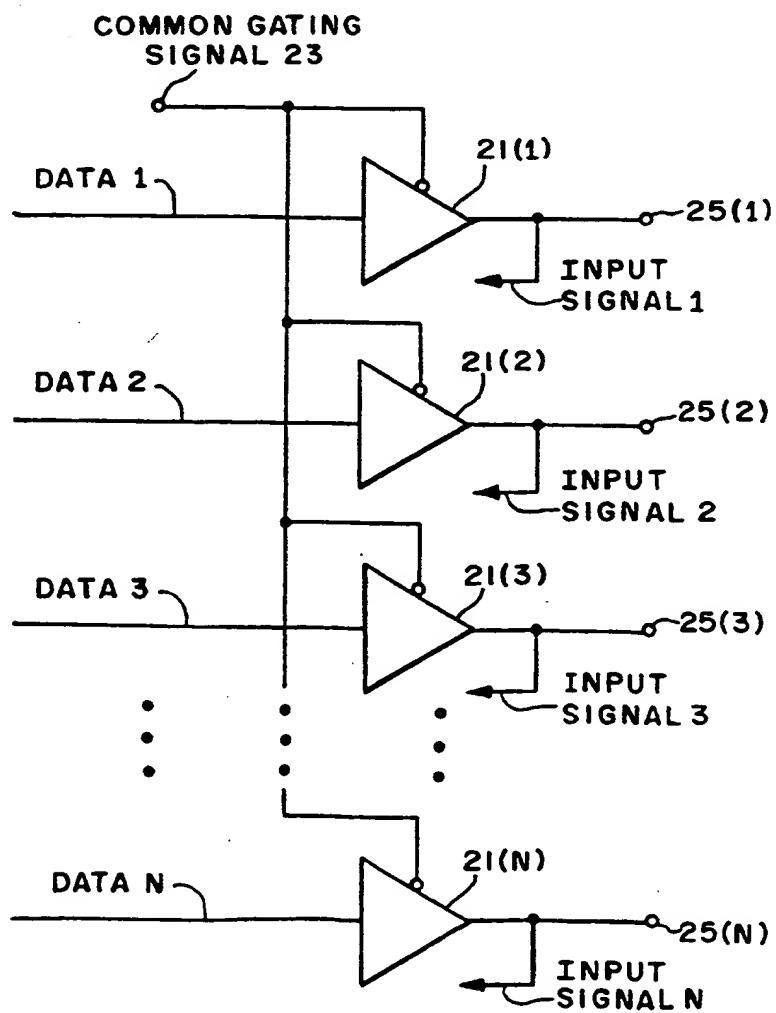 COMMON GATING
SIGNAL 23
21(1)
DATA 1
25(1)
INPUT
SIGNAL 1
21(2)
DATA 2
25(2)
INPUT
SIGNAL 2
21(3)
DATA 3
25(3)
INPUT
SIGNAL 3
21(N)
DATA N
25(N)
INPUT
SIGNAL N